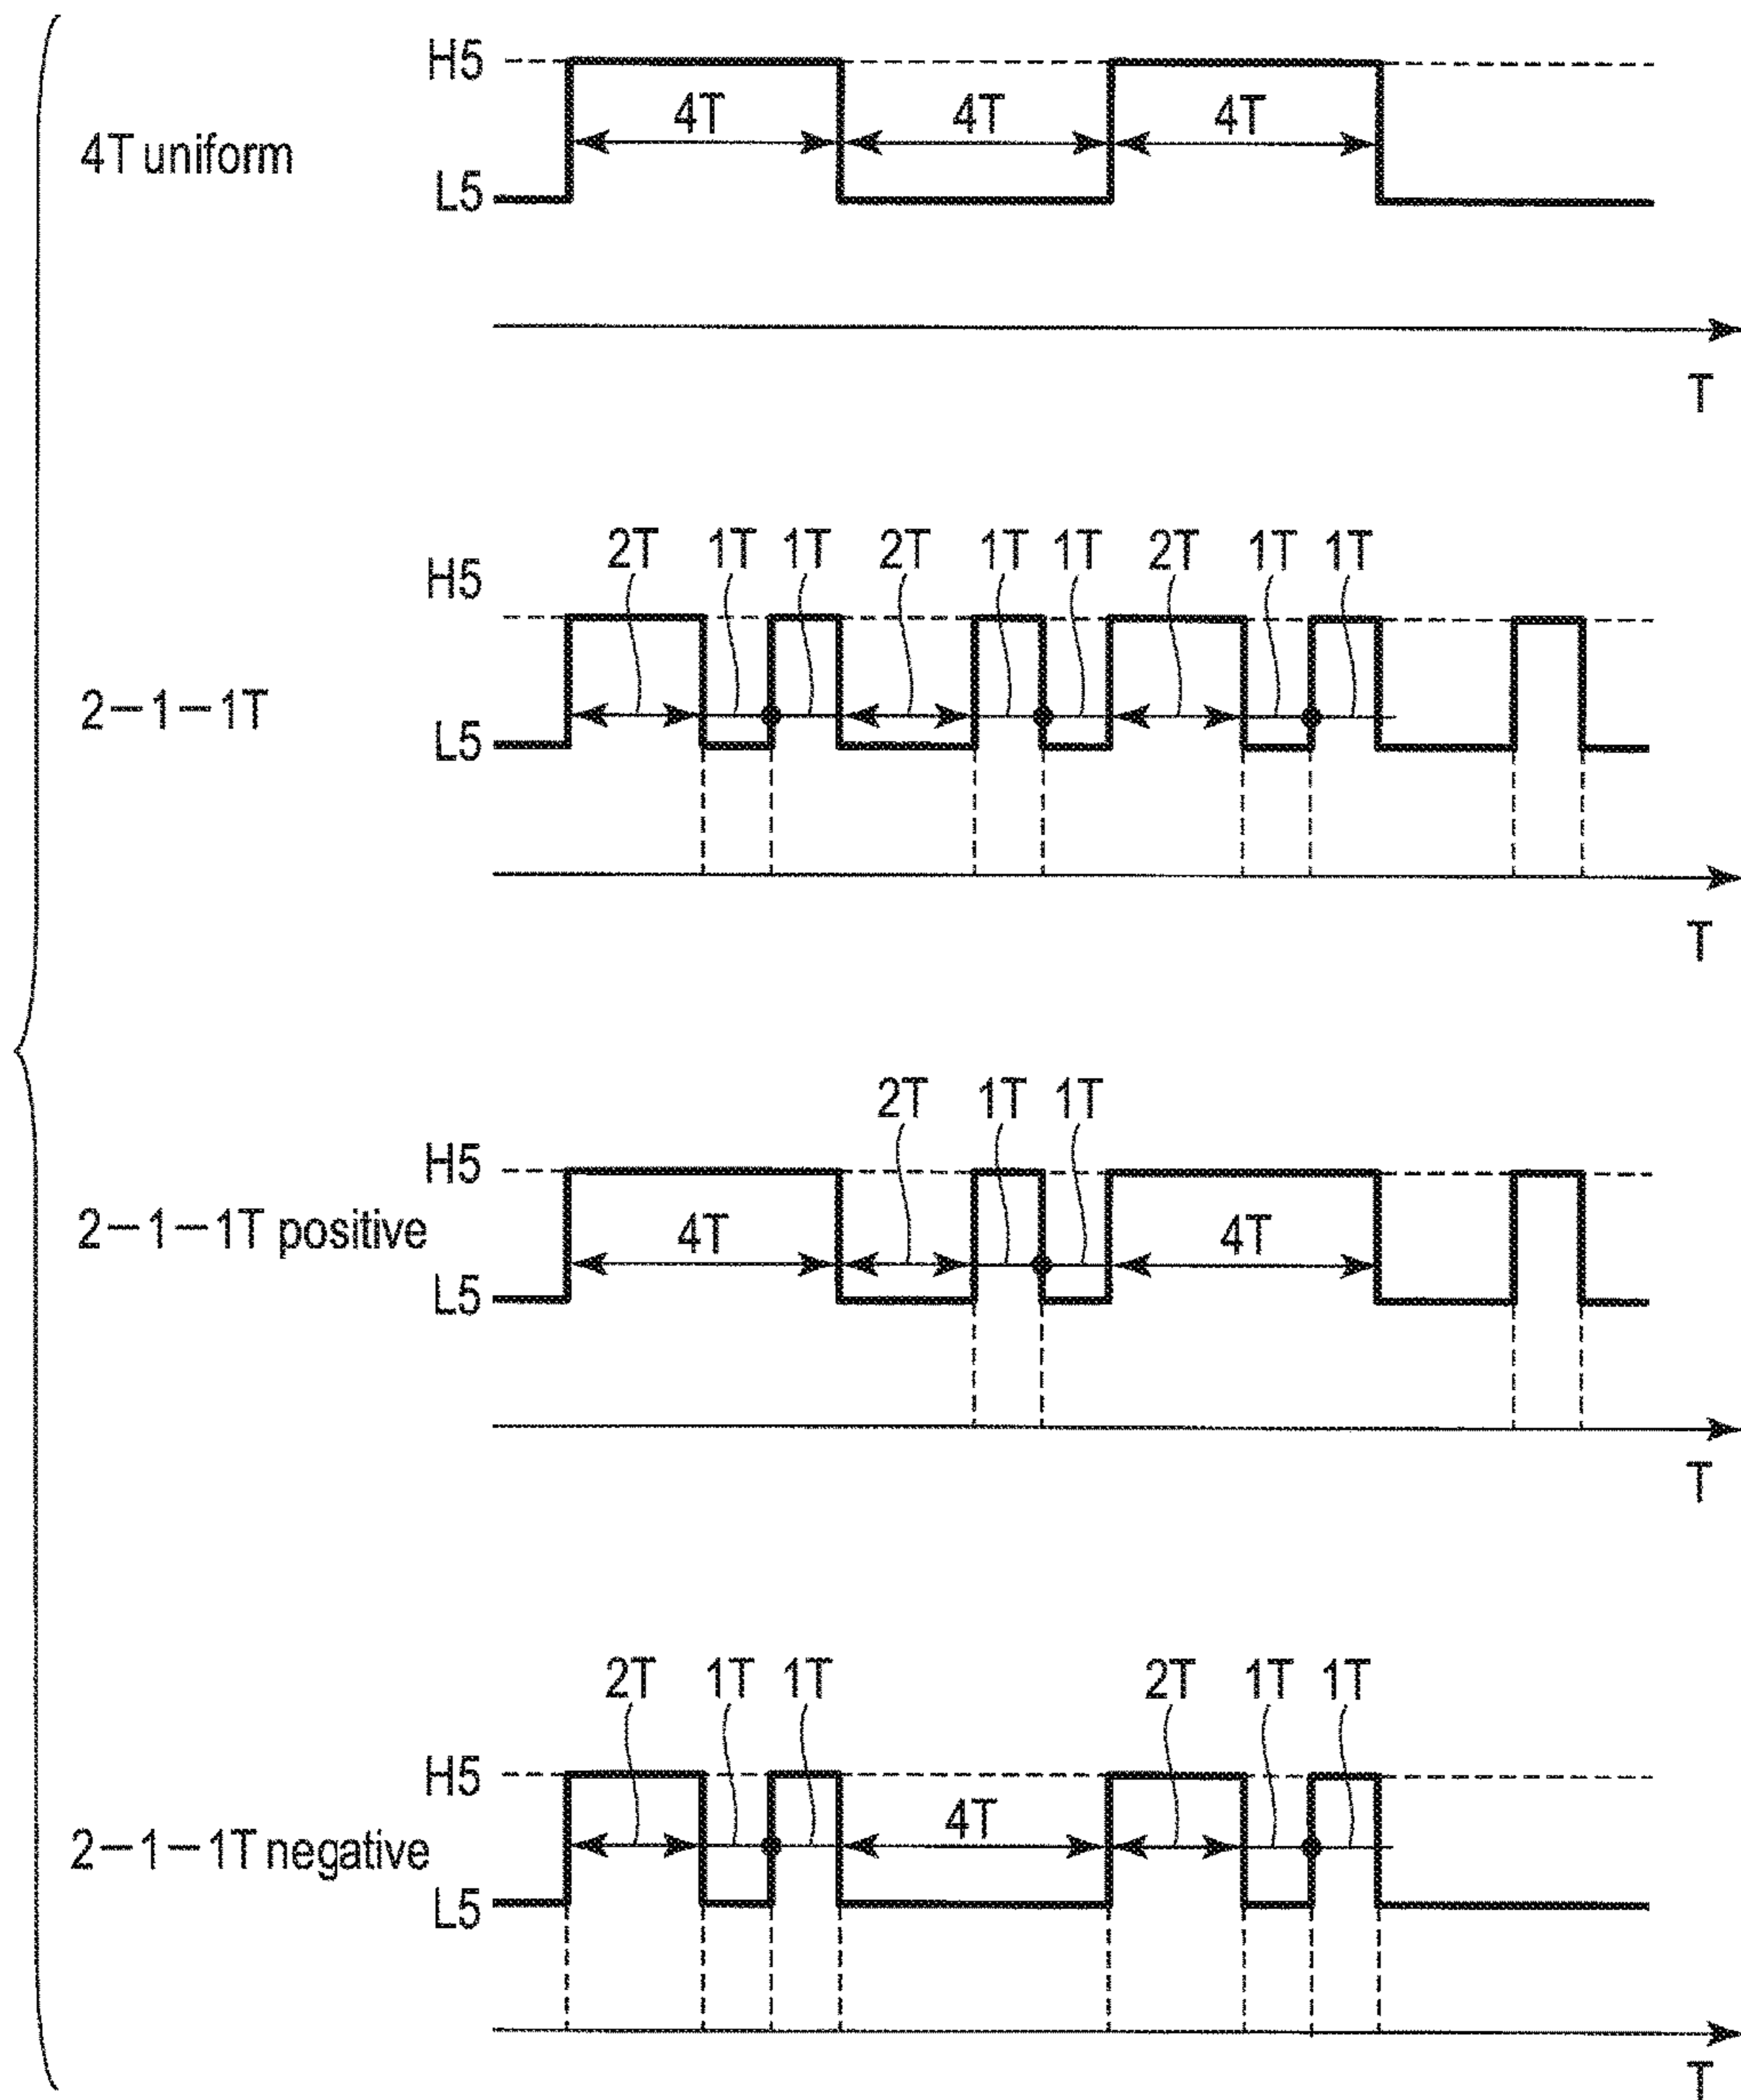 H5
4T 4T 4T
4T uniform
L5
T
2T 1T 1T 2T 1T 1T 2T 1T 1T
H5
2-1-1T
L5
T
2T 1T 1T
H5
4T 4T
2-1-1T positive
L5
T
2T 1T 1T 2T 1T 1T
H5
4T
2-1-1T negative
L5
T